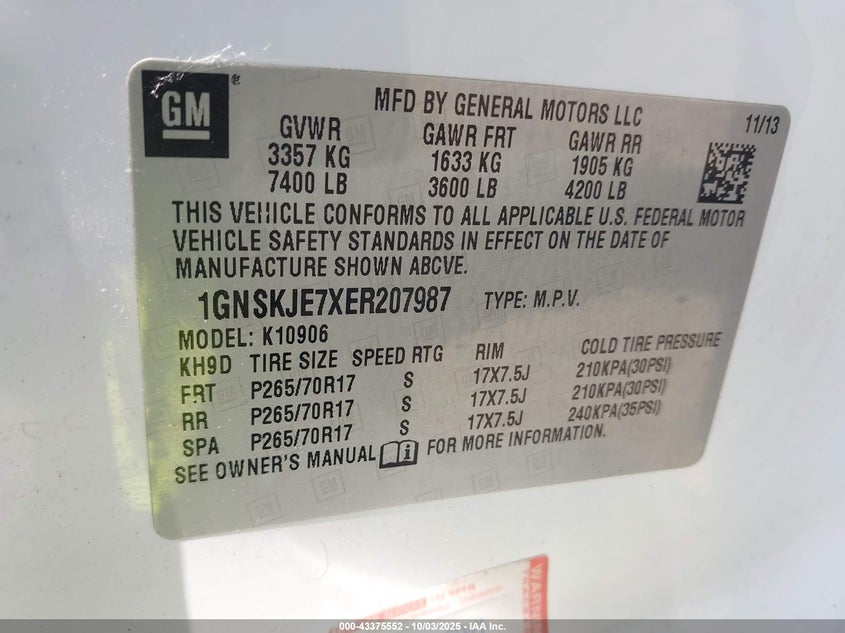 GM ®
MFD BY GENERAL MOTORS LLC
11/13
GVWR GAWR FRT GAWR RR
3357 KG 1633 KG 1905 KG
7400 LB 3600 LB 4200 LB
THIS VEHICLE CONFORMS TO ALL APPLICABLE U.S. FEDERAL MOTOR
VEHICLE SAFETY STANDARDS IN EFFECT ON THE DATE OF
MANUFACTURE SHOWN ABCVE.
1GNSKJE7XER207987 TYPE: M.P.V.
MODEL: K10906
KH9D TIRE SIZE SPEED RTG RIM COLD TIRE PRESSURE
FRT P265/70R17 S 17X7.5J 210KPA(30PSI)
RR P265/70R17 S 17X7.5J 210KPA(30PSI)
SPA P265/70R17 S 17X7.5J 240KPA(35PSI)
SEE OWNER'S MANUAL FOR MORE INFORMATION.
WARNING
000-43375552 - 10/03/2025 - IAA Inc.